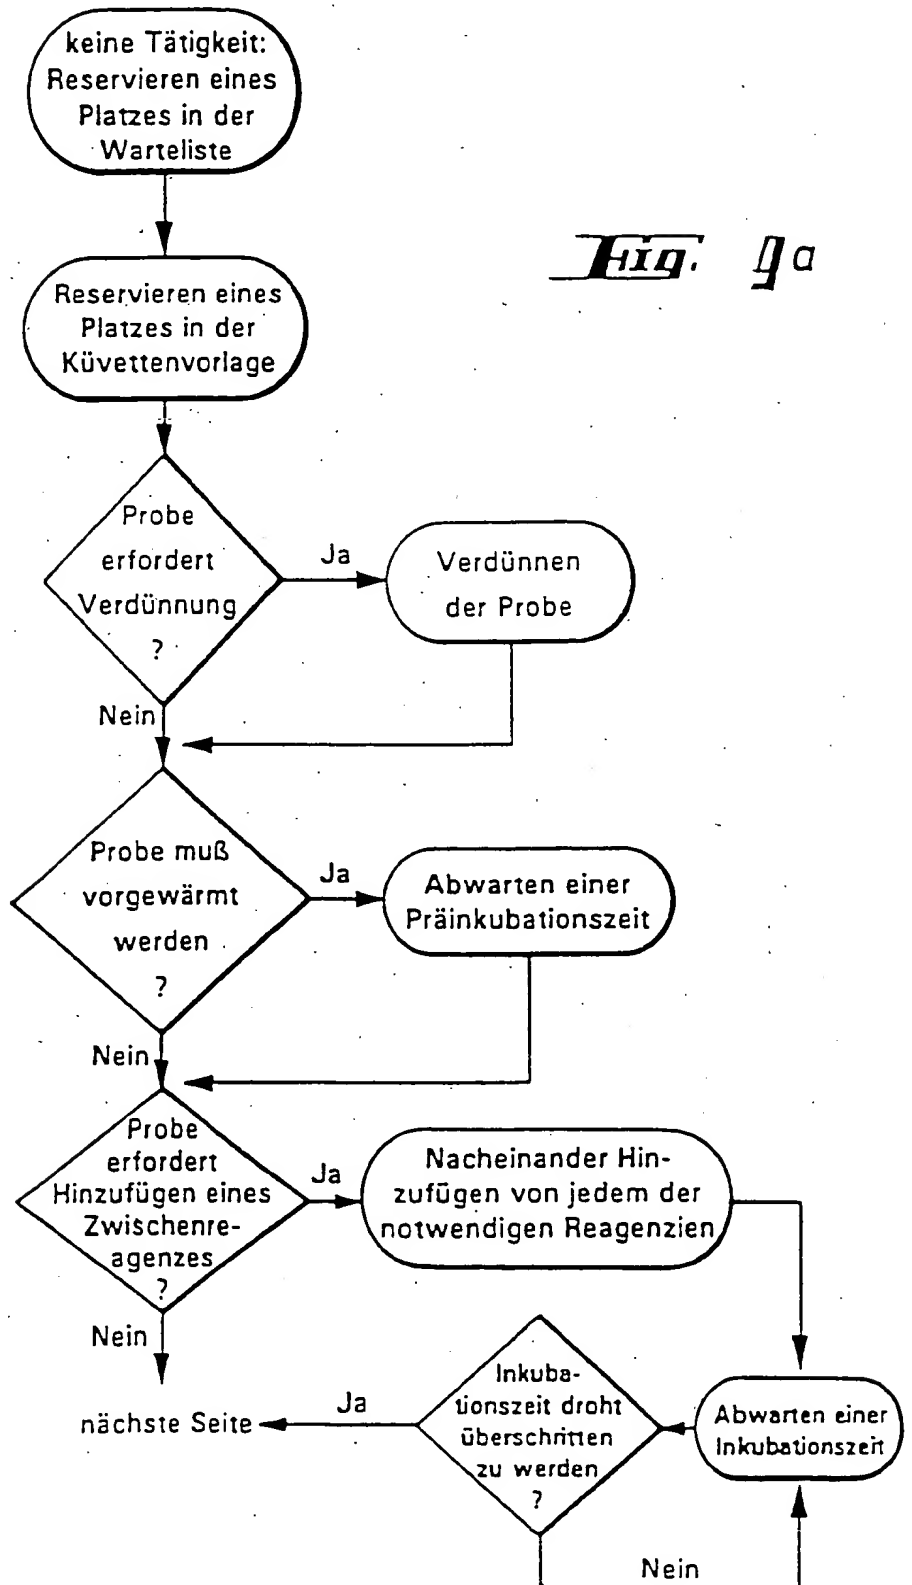 keine Tätigkeit:
Reservieren eines
Platzes in der
Warteliste
Fig. 9a
Reservieren eines
Platzes in der
Küvettenvorlage
Probe
erfordert
Verdünnung
?
Ja
Verdünnen
der Probe
Nein
Probe muß
vorgewärmt
werden
?
Ja
Abwarten einer
Präinkubationszeit
Nein
Probe
erfordert
Hinzufügen eines
Zwischenre-
agenzes
?
Ja
Nacheinander Hin-
zufügen von jedem der
notwendigen Reagenzien
Nein
nächste Seite
Ja
Inkuba-
tionszeit droht
überschritten
zu werden
?
Abwarten einer
Inkubationszeit
Nein